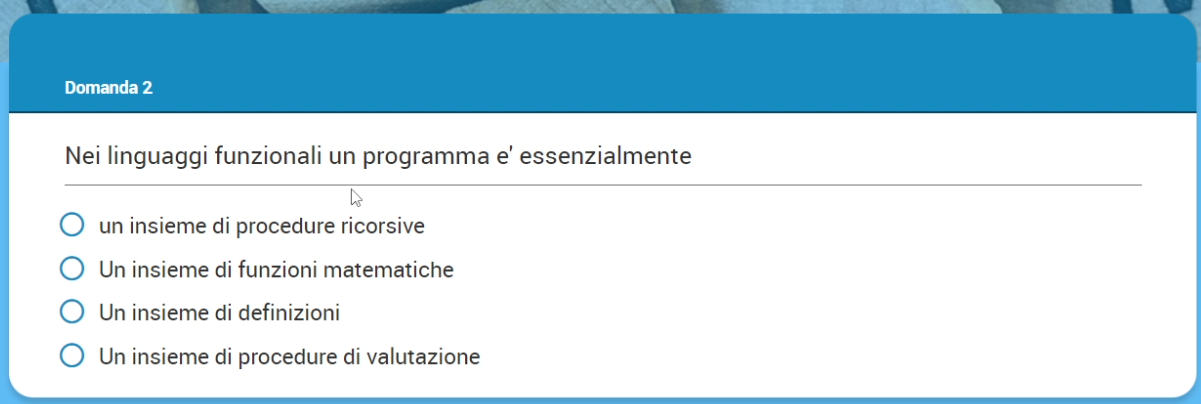 Domanda 2
Nei linguaggi funzionali un programma e' essenzialmente
un insieme di procedure ricorsive
Un insieme di funzioni matematiche
Un insieme di definizioni
Un insieme di procedure di valutazione